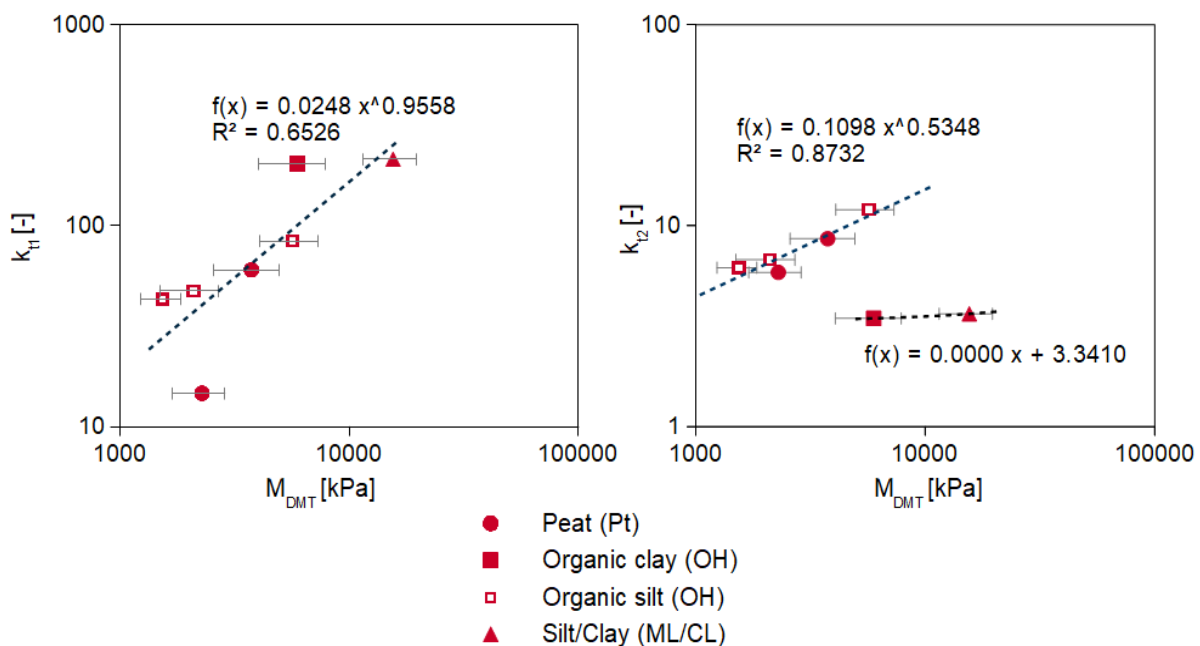 1000
100
10
k_t1 [-]
f(x) = 0.0248 x^0.9558
R² = 0.6526
1000
10000
100000
M_DMT [kPa]
100
10
1
k_t2 [-]
f(x) = 0.1098 x^0.5348
R² = 0.8732
f(x) = 0.0000 x + 3.3410
1000
10000
100000
M_DMT [kPa]
Peat (Pt)
Organic clay (OH)
Organic silt (OH)
Silt/Clay (ML/CL)